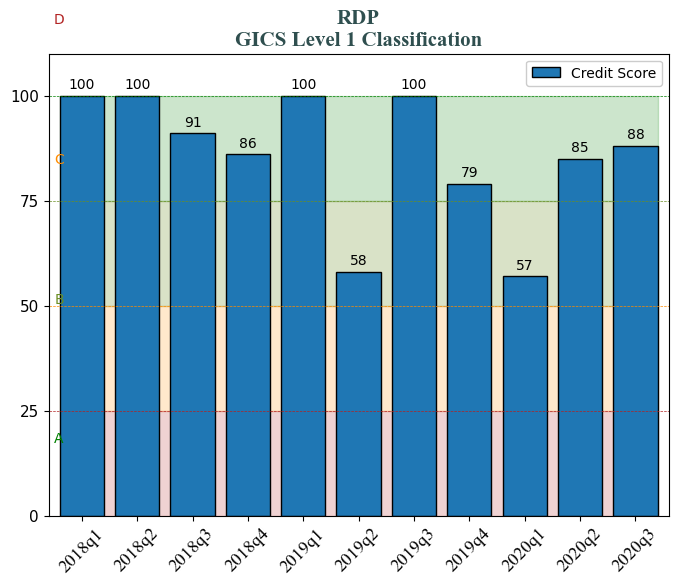 D
RDP
GICS Level 1 Classification
Credit Score
100
75
50
25
0
C
B
A
100
100
91
86
100
58
100
79
57
85
88
2018q1
2018q2
2018q3
2018q4
2019q1
2019q2
2019q3
2019q4
2020q1
2020q2
2020q3